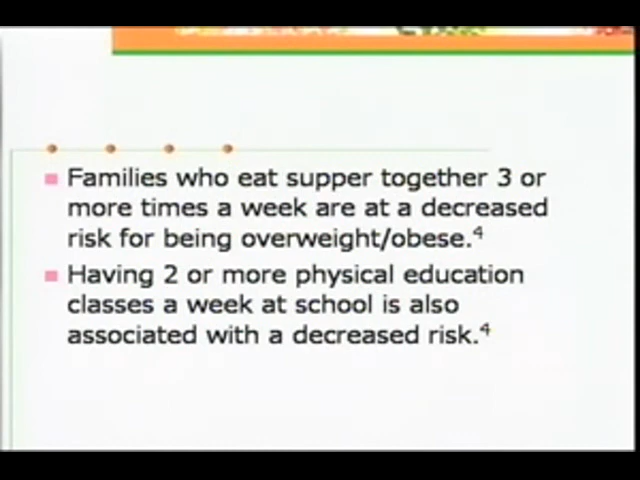 Families who eat supper together 3 or
more times a week are at a decreased
risk for being overweight/obese.⁴
Having 2 or more physical education
classes a week at school is also
associated with a decreased risk.⁴